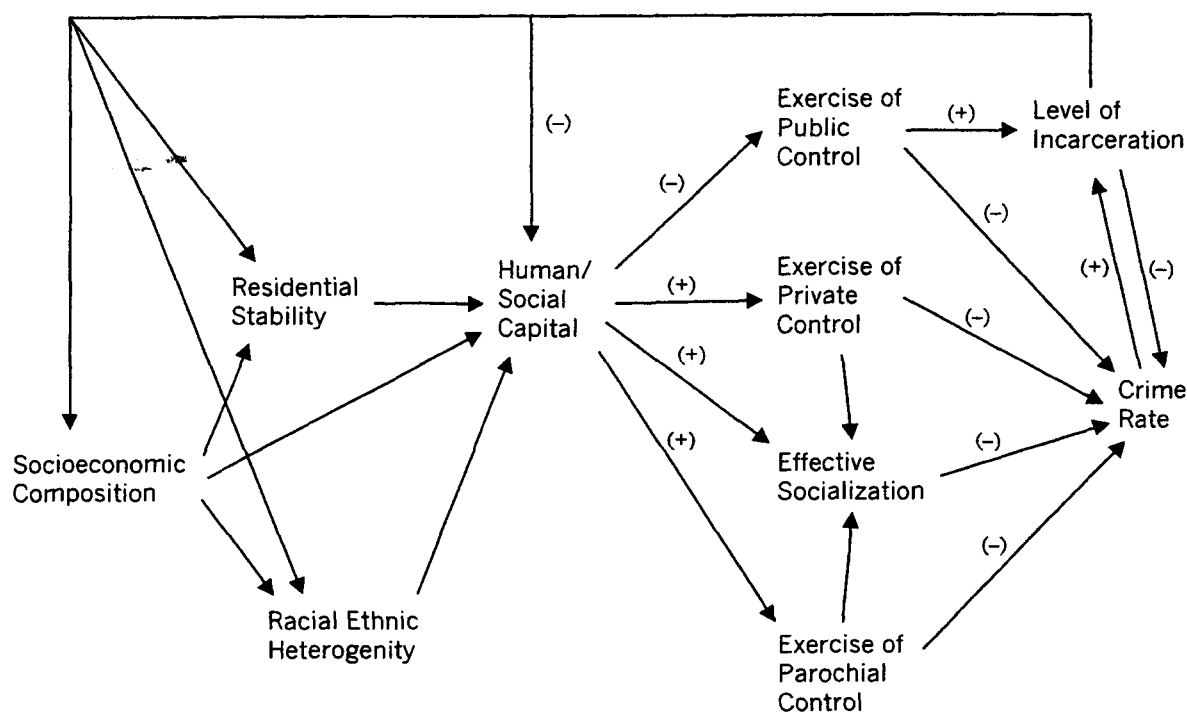 Exercise of
Public
Control
(+)
Level of
Incarceration
(–)
(–)
(–)
Residential
Stability
Human/
Social
Capital
(+)
Exercise of
Private
Control
(–)
(+)
(–)
(+)
(+)
Crime
Rate
Socioeconomic
Composition
Effective
Socialization
(–)
(–)
Racial Ethnic
Heterogenity
Exercise of
Parochial
Control